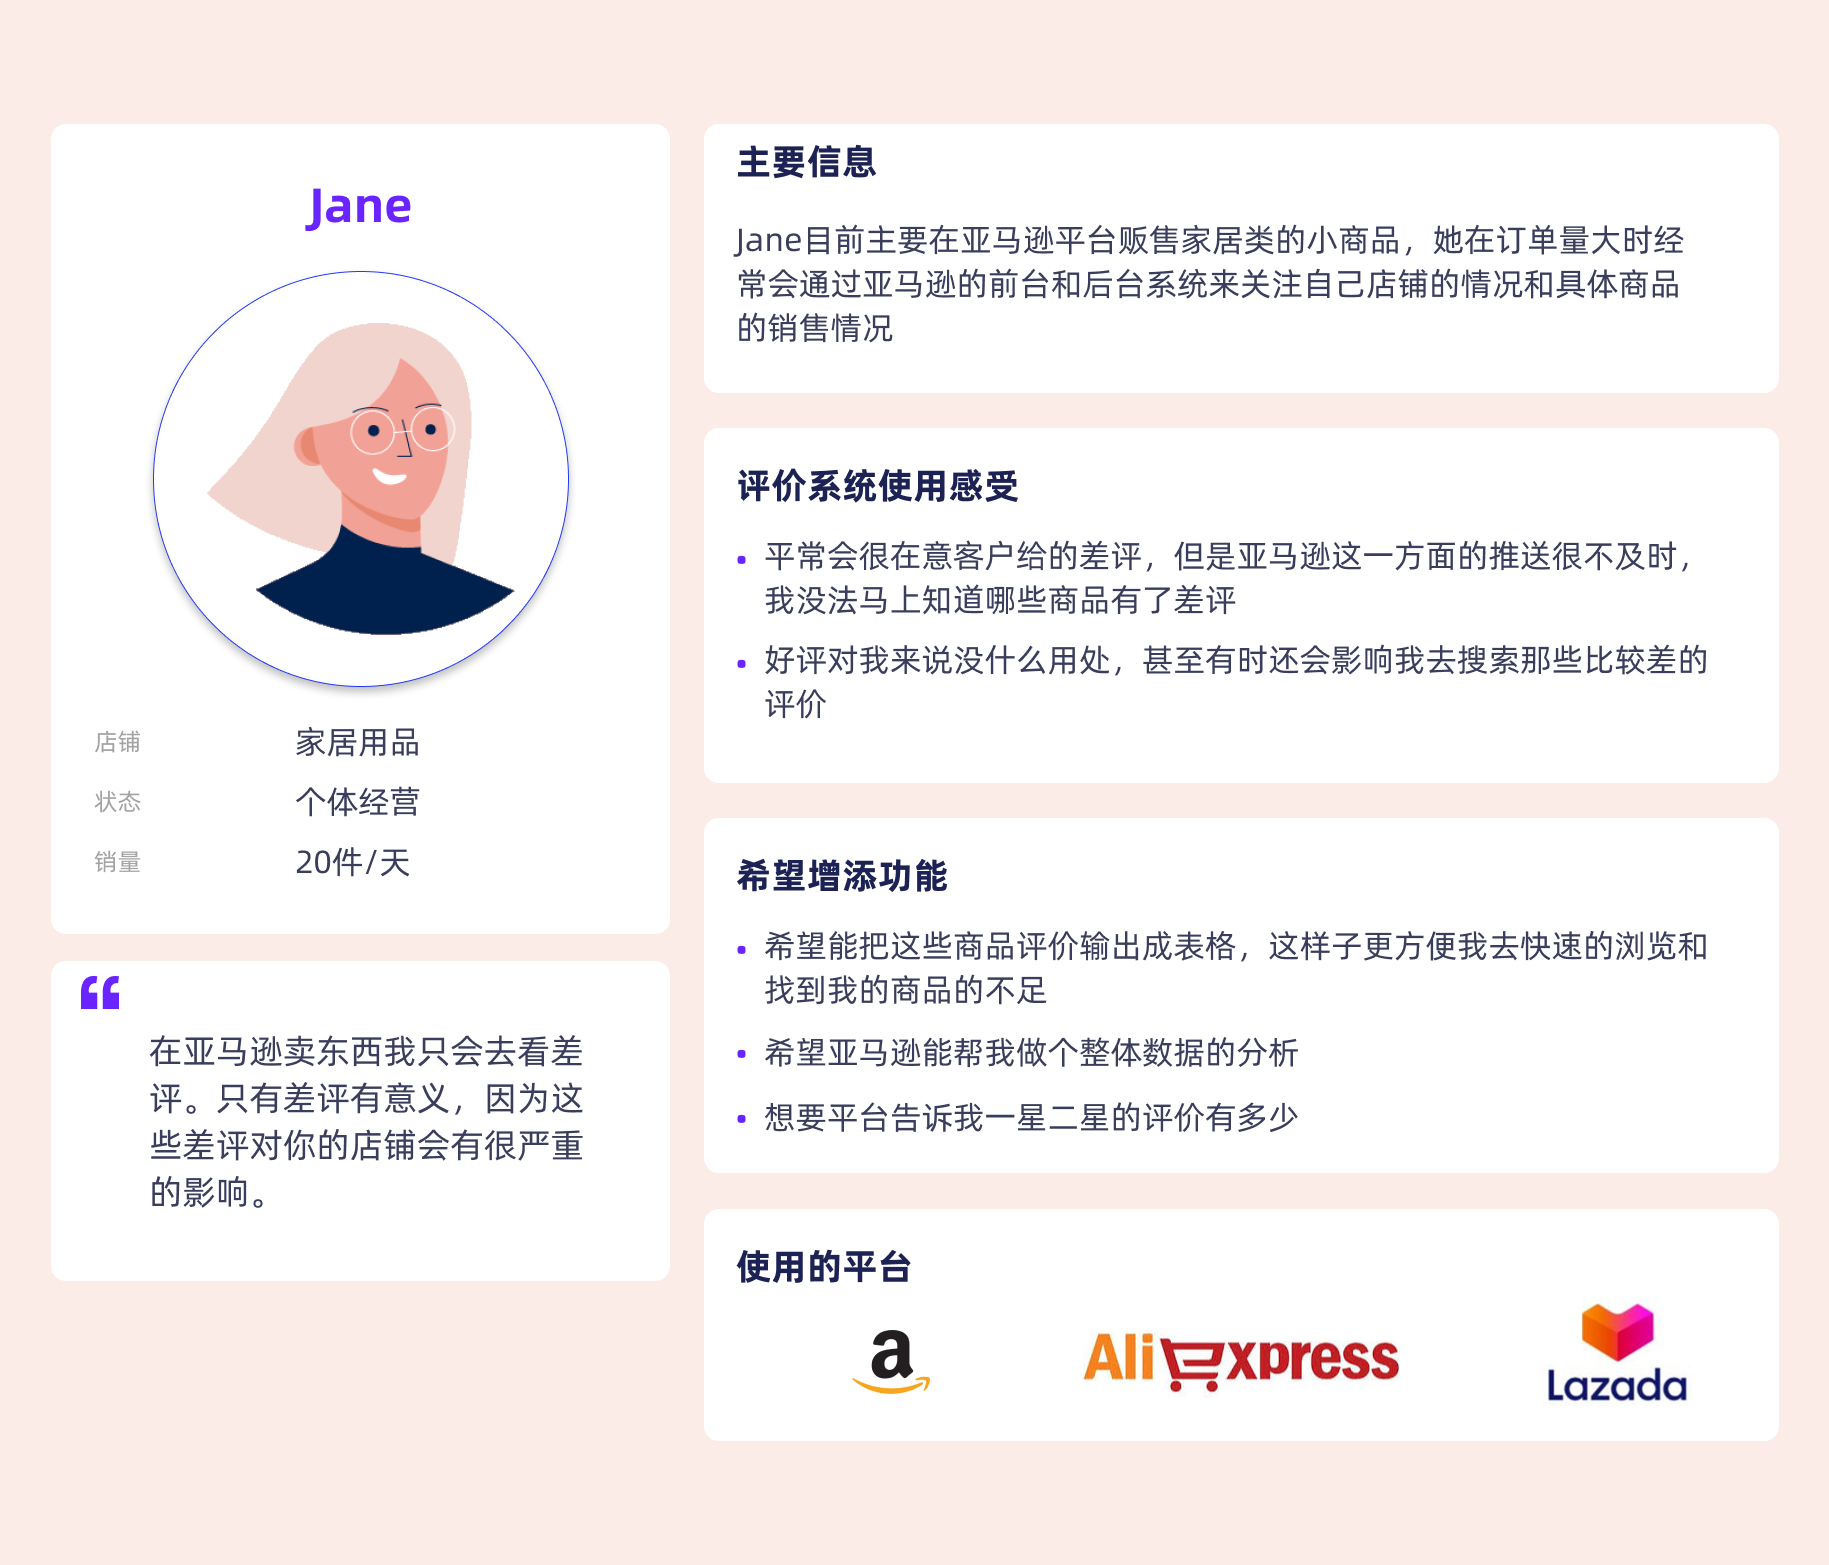 Jane
店铺 家居用品
状态 个体经营
销量 20件/天
在亚马逊卖东西我只会去看差
评。只有差评有意义，因为这
些差评对你的店铺会有很严重
的影响。
主要信息
Jane目前主要在亚马逊平台贩售家居类的小商品，她在订单量大时经
常会通过亚马逊的前台和后台系统来关注自己店铺的情况和具体商品
的销售情况
评价系统使用感受
平常会很在意客户给的差评，但是亚马逊这一方面的推送很不及时，
我没法马上知道哪些商品有了差评
好评对我来说没什么用处，甚至有时还会影响我去搜索那些比较差的
评价
希望增添功能
希望能把这些商品评价输出成表格，这样子更方便我去快速的浏览和
找到我的商品的不足
希望亚马逊能帮我做个整体数据的分析
想要平台告诉我一星二星的评价有多少
使用的平台
a
AliExpress
Lazada